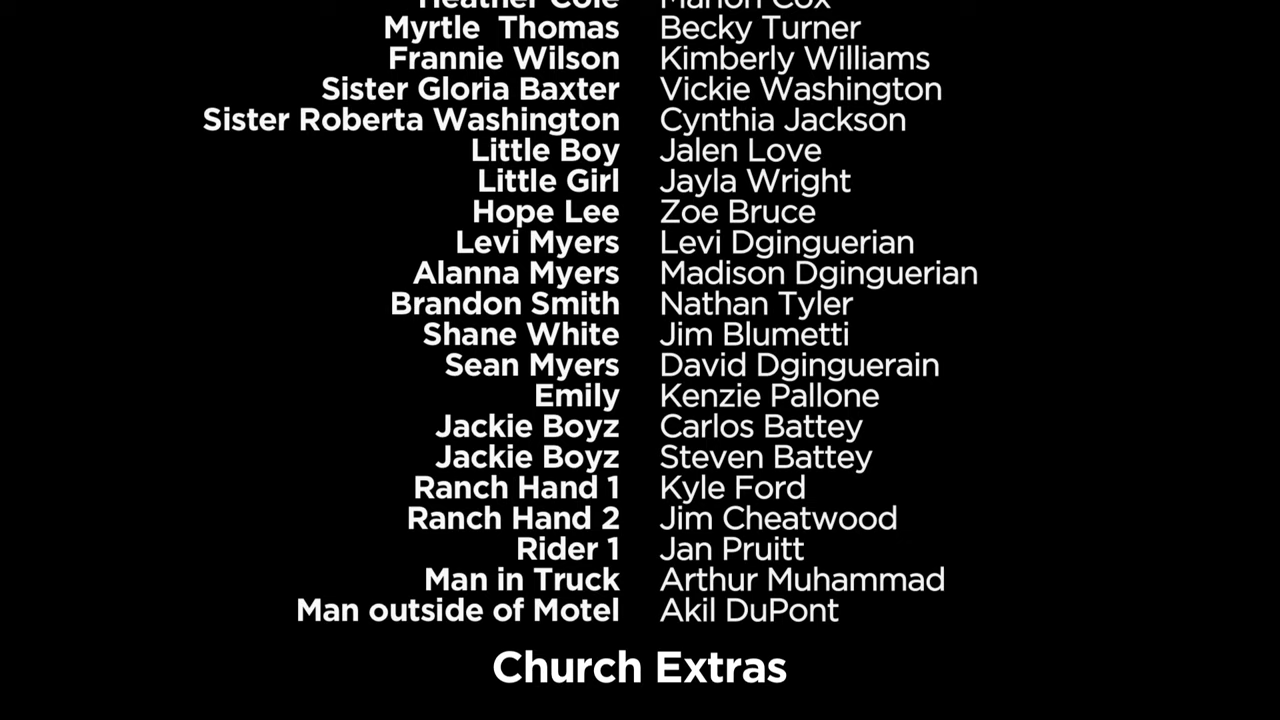 Heather Cole Marion Cox
Myrtle Thomas Becky Turner
Frannie Wilson Kimberly Williams
Sister Gloria Baxter Vickie Washington
Sister Roberta Washington Cynthia Jackson
Little Boy Jalen Love
Little Girl Jayla Wright
Hope Lee Zoe Bruce
Levi Myers Levi Dginguerian
Alanna Myers Madison Dginguerian
Brandon Smith Nathan Tyler
Shane White Jim Blumetti
Sean Myers David Dginguerain
Emily Kenzie Pallone
Jackie Boyz Carlos Battey
Jackie Boyz Steven Battey
Ranch Hand 1 Kyle Ford
Ranch Hand 2 Jim Cheatwood
Rider 1 Jan Pruitt
Man in Truck Arthur Muhammad
Man outside of Motel Akil DuPont
Church Extras